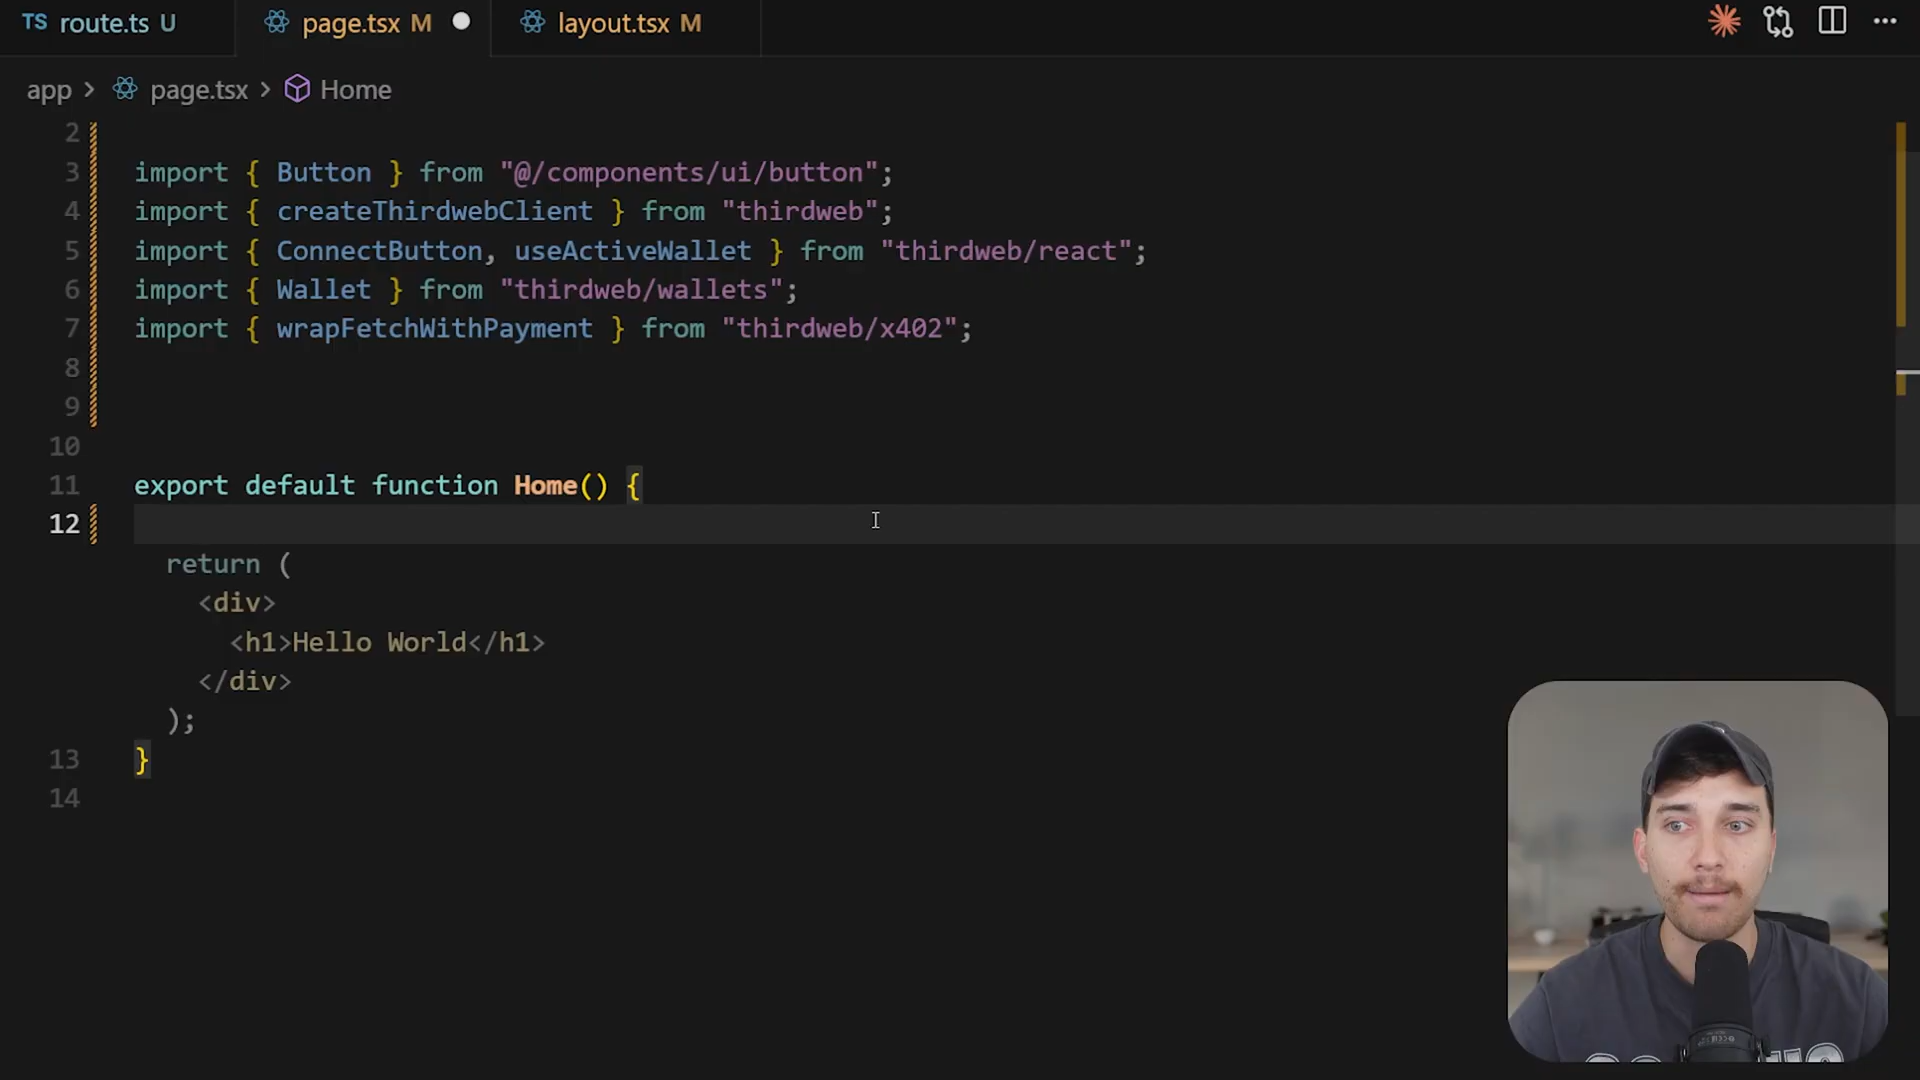 TS route.ts U
page.tsx M
layout.tsx M
app > page.tsx > Home
2
3 import { Button } from "@/components/ui/button";
4 import { createThirdwebClient } from "thirdweb";
5 import { ConnectButton, useActiveWallet } from "thirdweb/react";
6 import { Wallet } from "thirdweb/wallets";
7 import { wrapFetchWithPayment } from "thirdweb/x402";
8
9
10
11 export default function Home() {
12
return (
<div>
<h1>Hello World</h1>
</div>
);
13 }
14